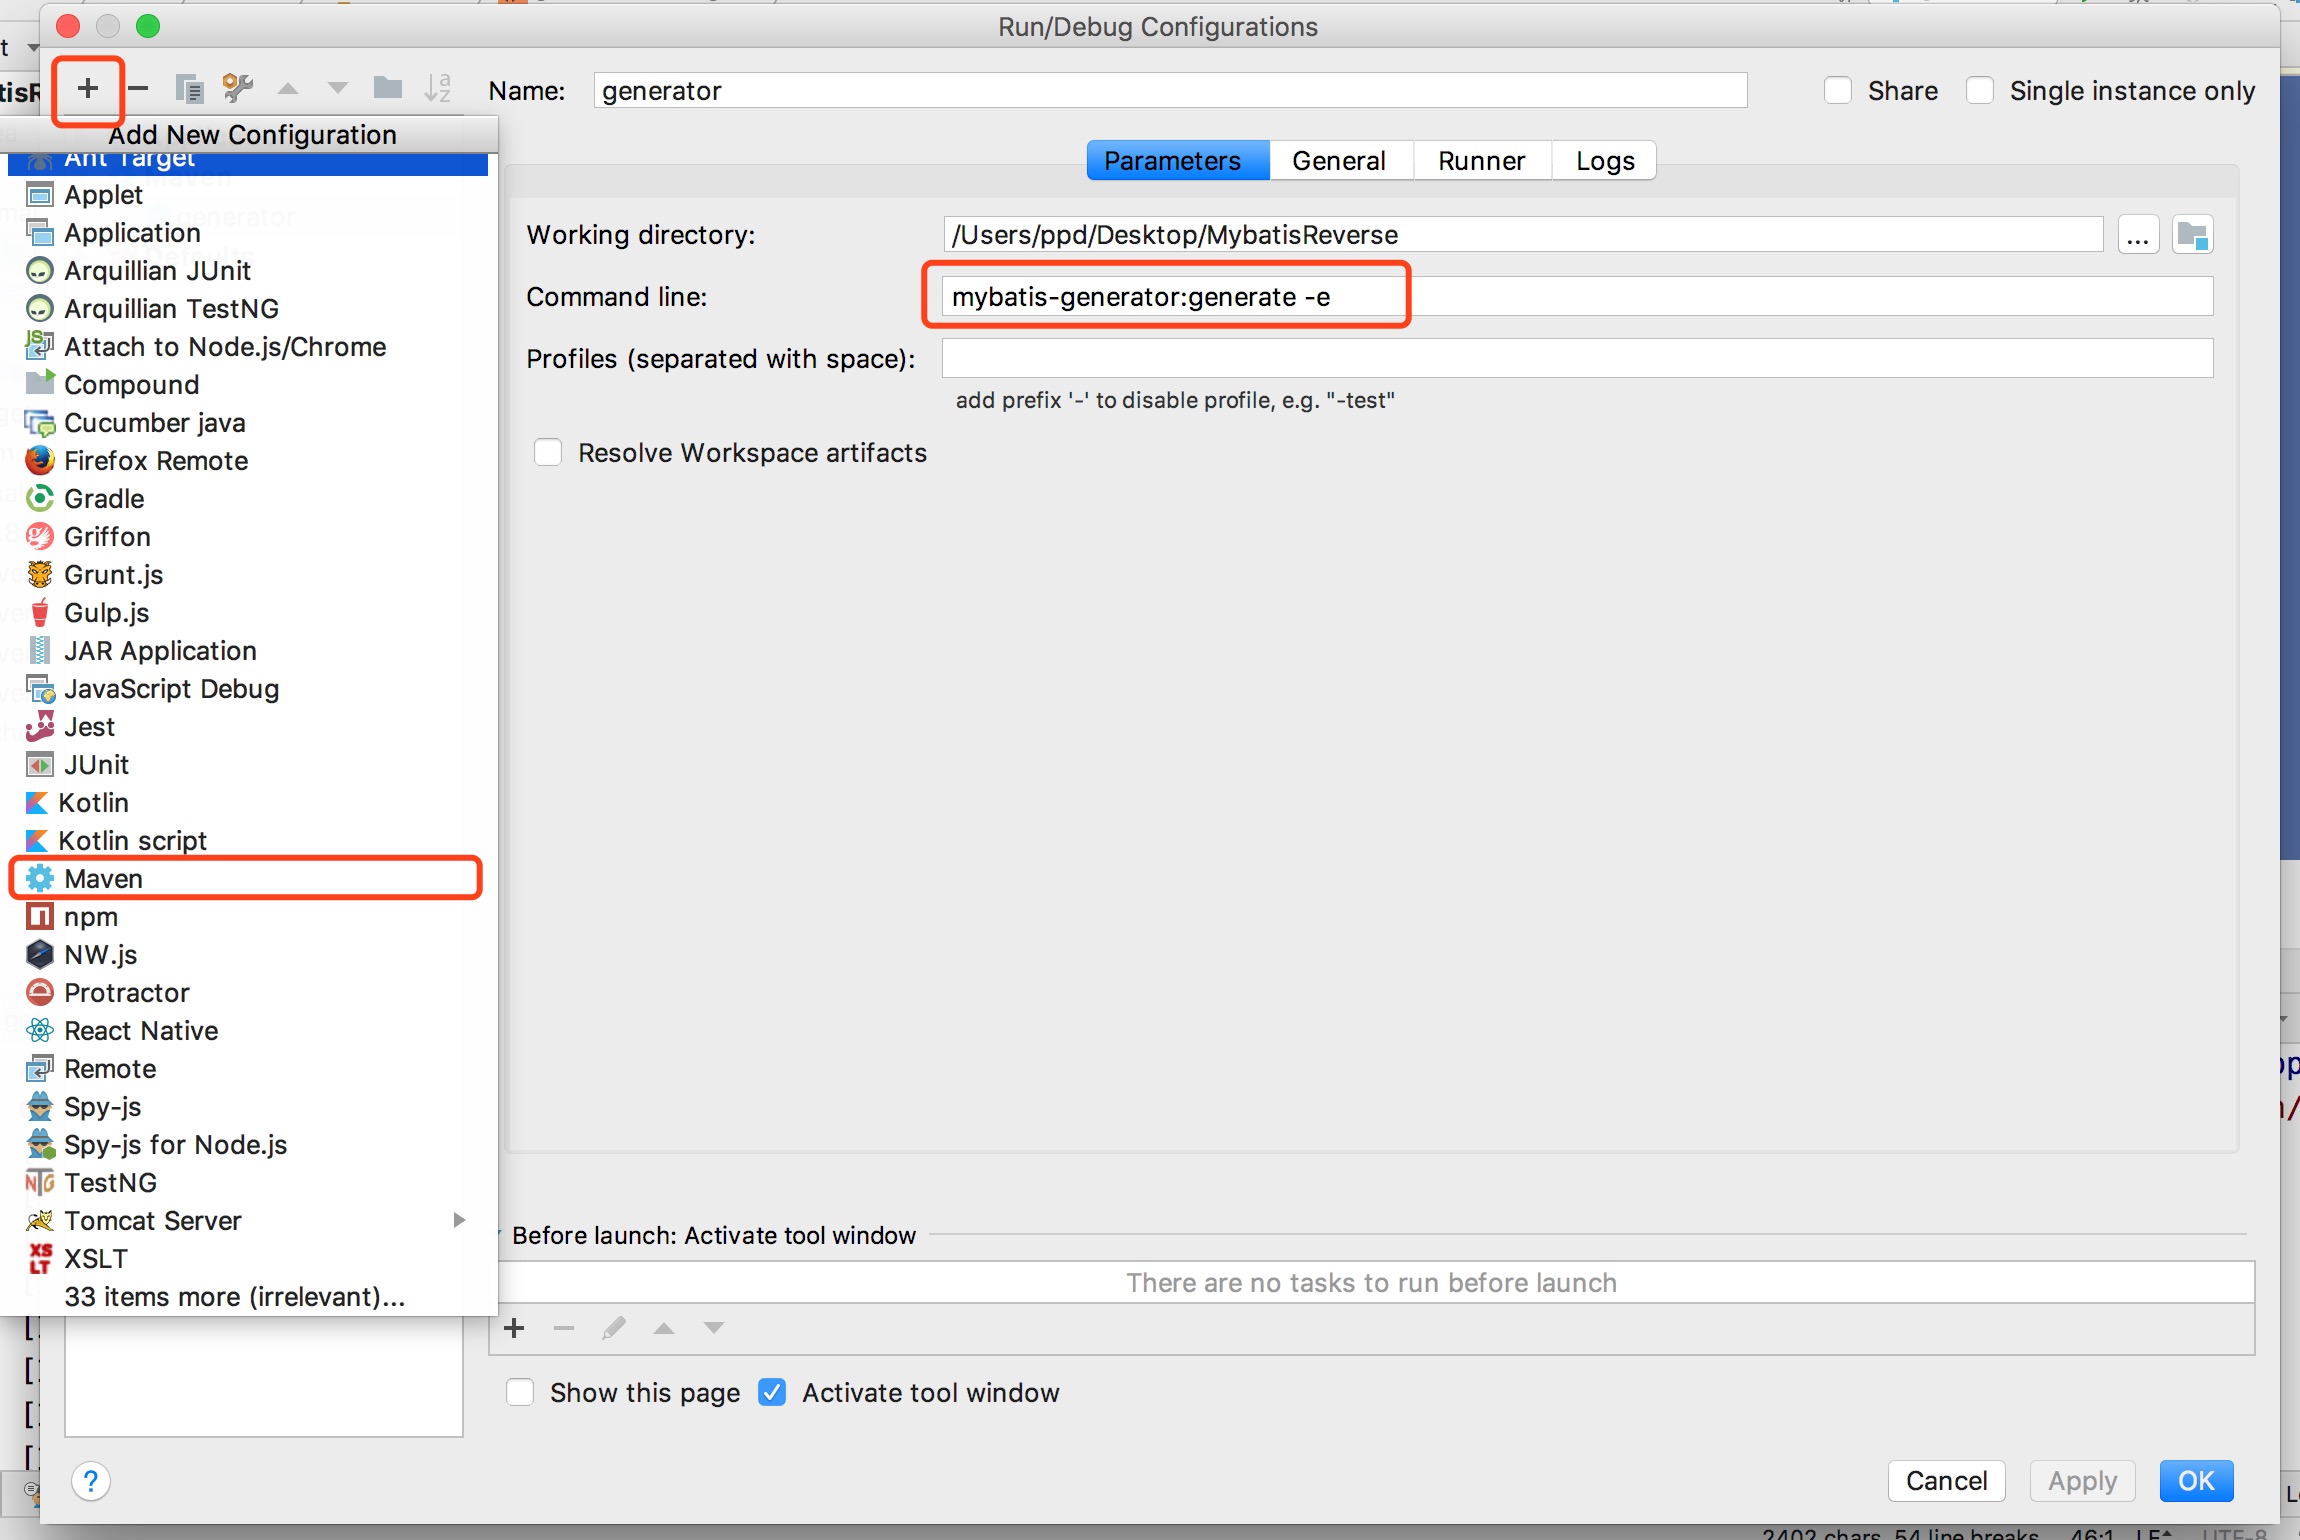 Run/Debug Configurations
Name: generator Share Single instance only
Add New Configuration
Ant Target
Applet
Application
Arquillian JUnit
Arquillian TestNG
Attach to Node.js/Chrome
Compound
Cucumber java
Firefox Remote
Gradle
Griffon
Grunt.js
Gulp.js
JAR Application
JavaScript Debug
Jest
JUnit
Kotlin
Kotlin script
Maven
npm
NW.js
Protractor
React Native
Remote
Spy-js
Spy-js for Node.js
TestNG
Tomcat Server
XSLT
33 items more (irrelevant)...
Parameters General Runner Logs
Working directory: /Users/ppd/Desktop/MybatisReverse ...
Command line: mybatis-generator:generate -e
Profiles (separated with space):
add prefix '-' to disable profile, e.g. "-test"
Resolve Workspace artifacts
Before launch: Activate tool window
There are no tasks to run before launch
Show this page Activate tool window
? Cancel Apply OK
2402 chars, 54 line breaks 46:1 LF UTF-8